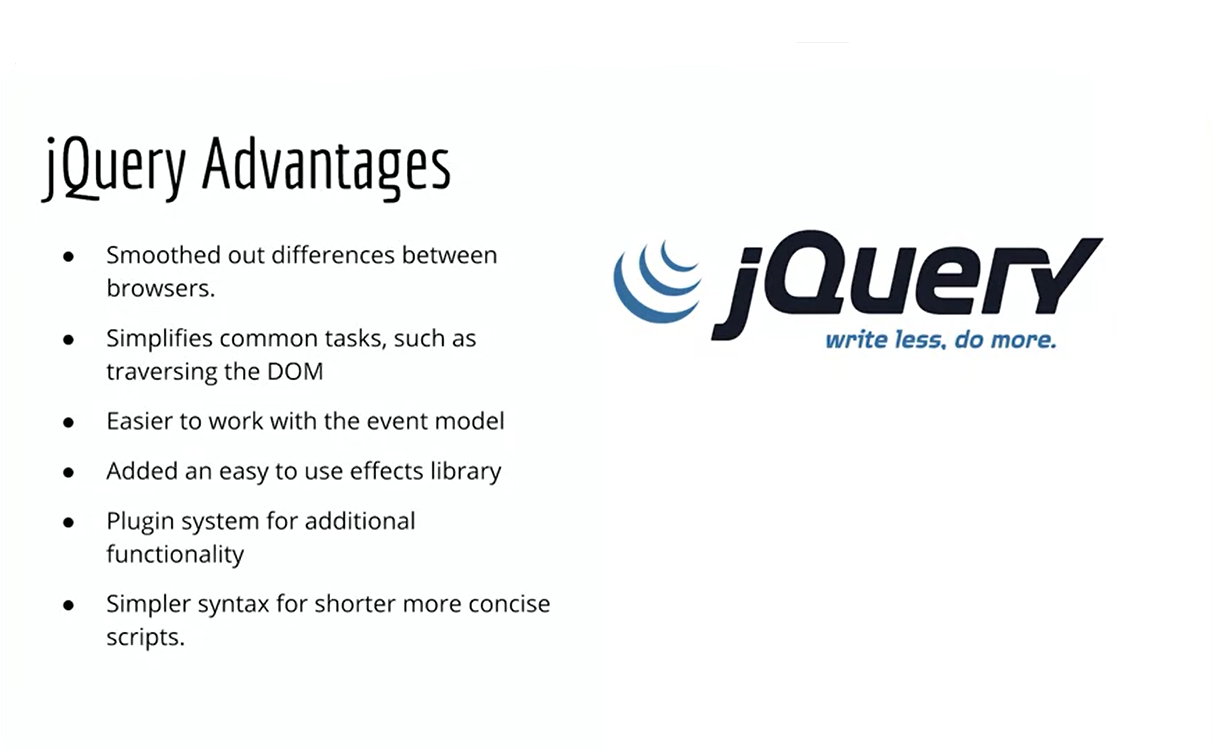 jQuery Advantages
● Smoothed out differences between
browsers.
● Simplifies common tasks, such as
traversing the DOM
● Easier to work with the event model
● Added an easy to use effects library
● Plugin system for additional
functionality
● Simpler syntax for shorter more concise
scripts.
jQuery
write less, do more.